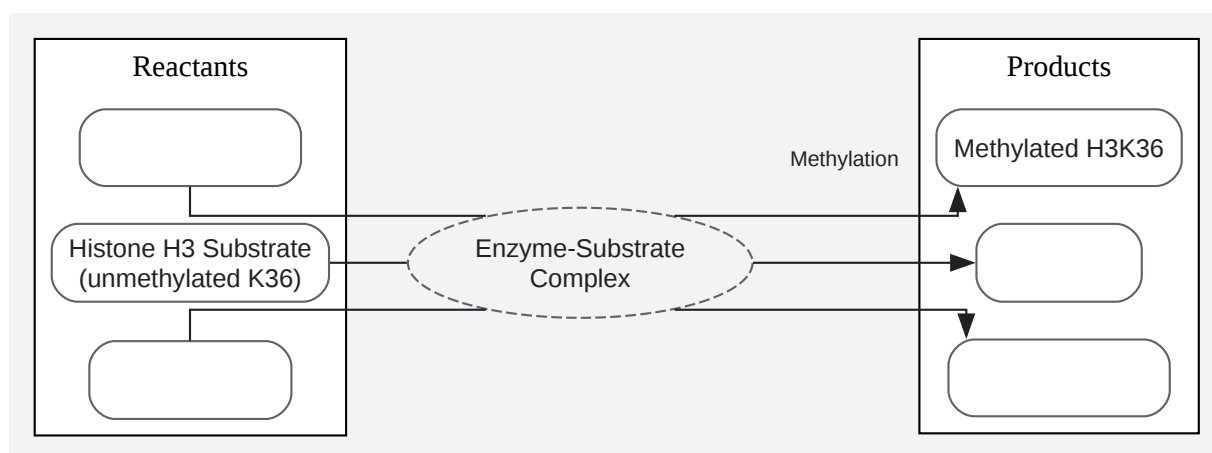 Reactants
Histone H3 Substrate
(unmethylated K36)
Enzyme-Substrate
Complex
Methylation
Products
Methylated H3K36